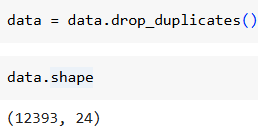 data = data.drop_duplicates()
data.shape
(12393, 24)